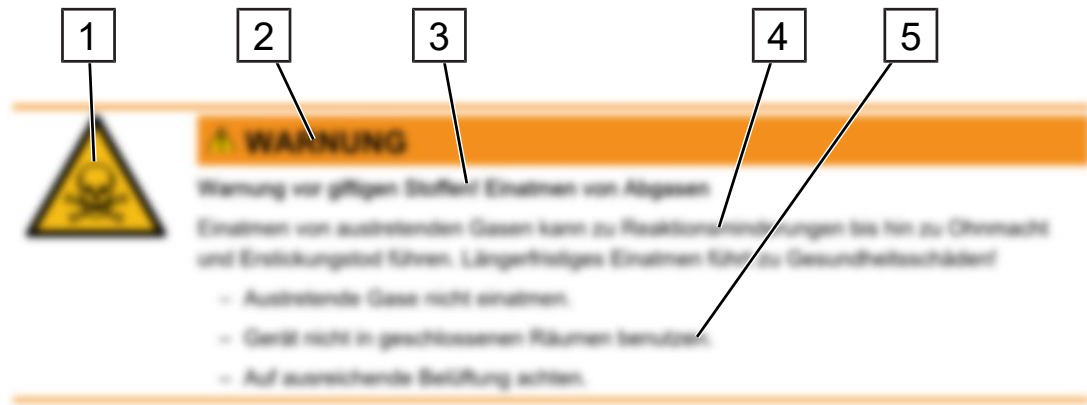 1 2 3 4 5
WARNUNG
Warnung vor giftigen Stoffen! Einatmen von Abgasen
Einatmen von austretenden Gasen kann zu Reaktionsminderungen bis hin zu Ohnmacht
und Erstickungstod führen. Längerfristiges Einatmen führt zu Gesundheitsschäden!
– Austretende Gase nicht einatmen.
– Gerät nicht in geschlossenen Räumen benutzen.
– Auf ausreichende Belüftung achten.